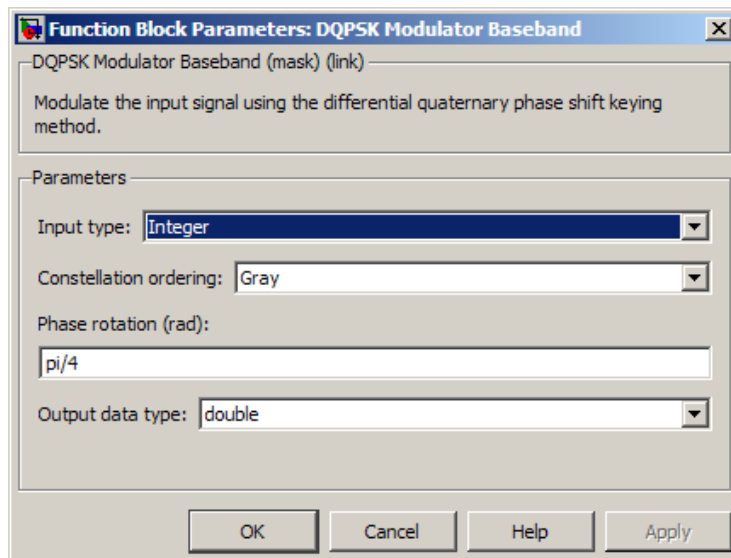 Function Block Parameters: DQPSK Modulator Baseband
DQPSK Modulator Baseband (mask) (link)
Modulate the input signal using the differential quaternary phase shift keying
method.
Parameters
Input type: Integer
Constellation ordering: Gray
Phase rotation (rad):
pi/4
Output data type: double
OK Cancel Help Apply